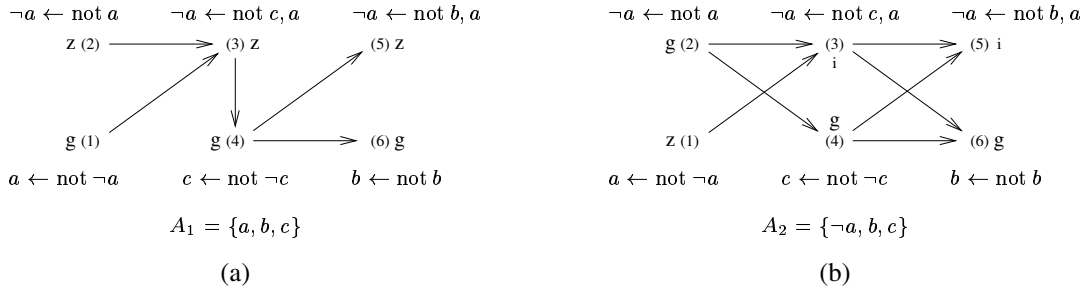 ¬a ← not a ¬a ← not c, a ¬a ← not b, a ¬a ← not a ¬a ← not c, a ¬a ← not b, a
z (2) (3) z (5) z g (2) (3) (5) i
i
g
g (1) g (4) (6) g z (1) (4) (6) g
a ← not ¬a c ← not ¬c b ← not b a ← not ¬a c ← not ¬c b ← not b
A₁ = {a, b, c} A₂ = {¬a, b, c}
(a) (b)